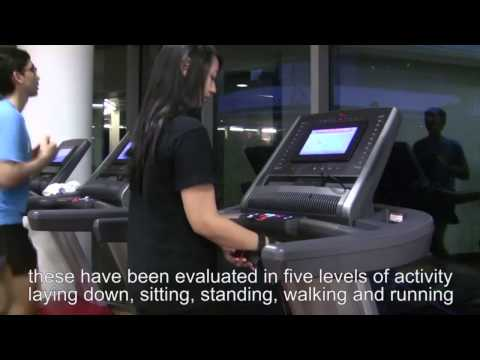 these have been evaluated in five levels of activity
laying down, sitting, standing, walking and running